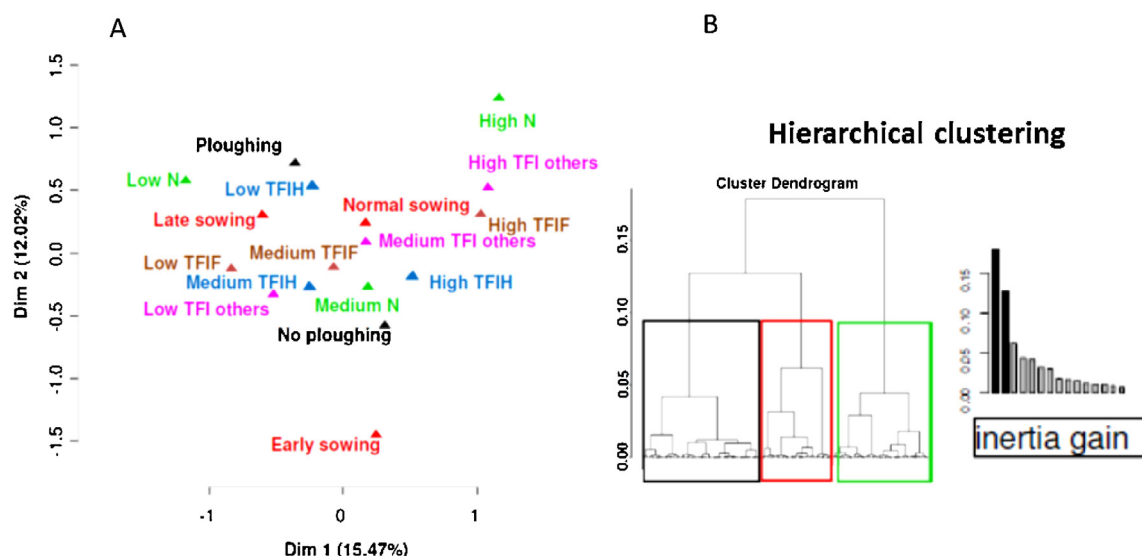 A
B
1.5
1.0
0.5
0.0
-0.5
-1.0
-1.5
Dim 2 (12.02%)
High N
Ploughing
High TFI others
Low N
Low TFIH
Late sowing
Normal sowing
High TFIF
Medium TFI others
Medium TFIF
Low TFIF
Medium TFIH
High TFIH
Low TFI others
Medium N
No ploughing
Early sowing
-1
0
1
Dim 1 (15.47%)
Hierarchical clustering
Cluster Dendrogram
0.15
0.10
0.05
0.00
0.15
0.10
0.05
0.00
inertia gain